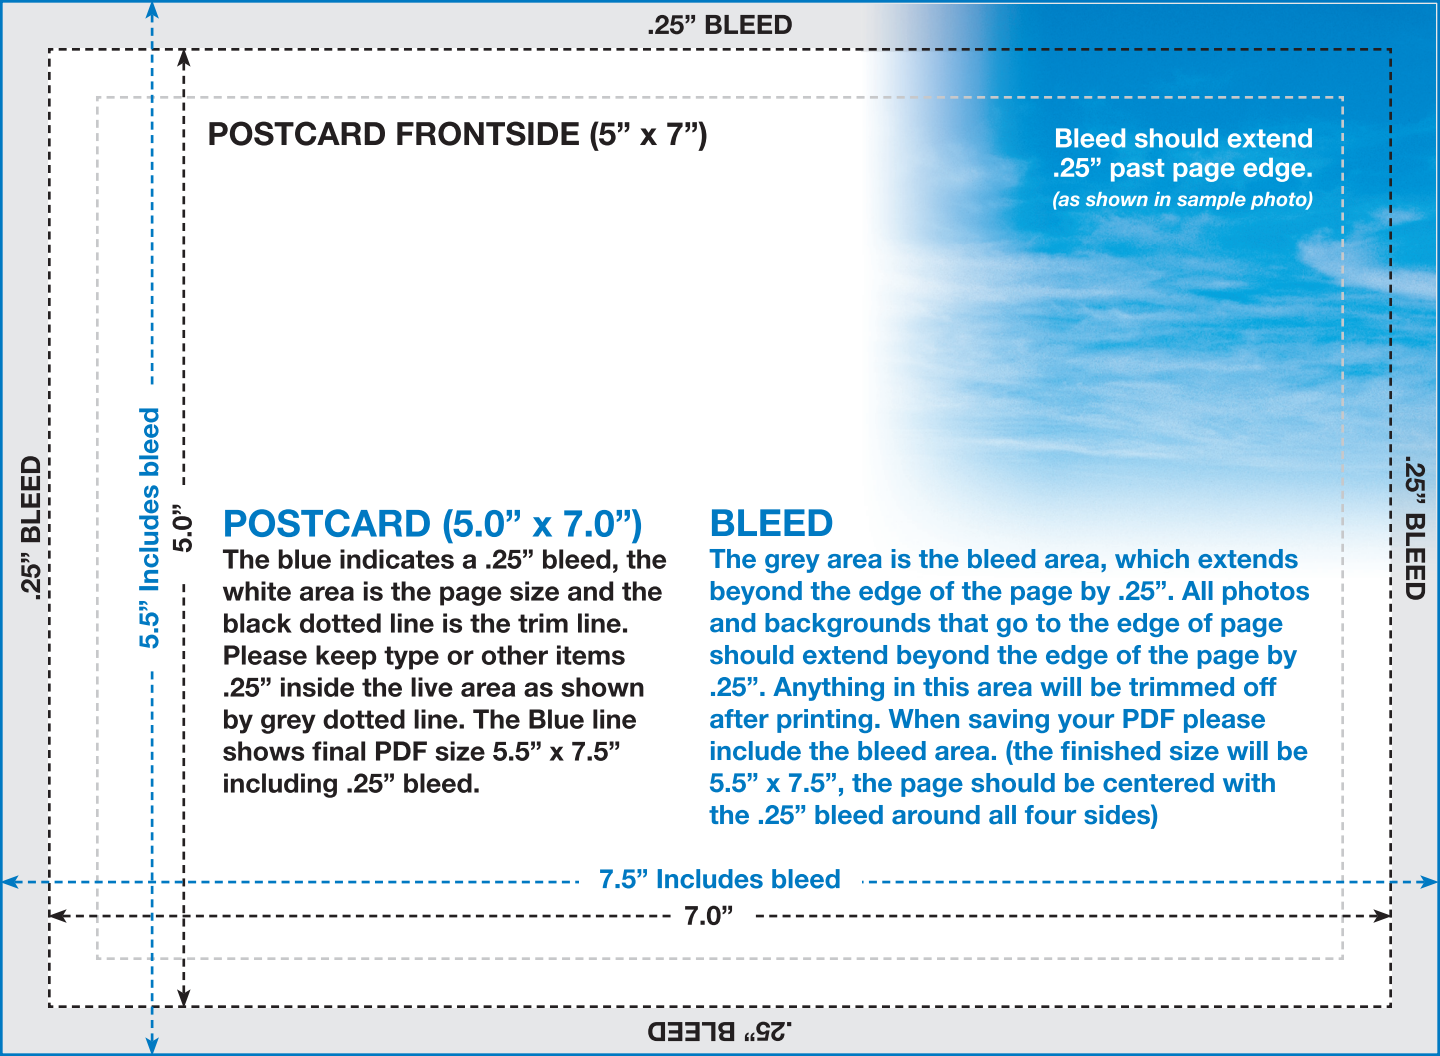 .25” BLEED
POSTCARD FRONTSIDE (5” x 7”)
Bleed should extend
.25” past page edge.
(as shown in sample photo)
.25” BLEED
5.5” Includes bleed
5.0”
.25” BLEED
POSTCARD (5.0” x 7.0”)
The blue indicates a .25” bleed, the
white area is the page size and the
black dotted line is the trim line.
Please keep type or other items
.25” inside the live area as shown
by grey dotted line. The Blue line
shows final PDF size 5.5” x 7.5”
including .25” bleed.
BLEED
The grey area is the bleed area, which extends
beyond the edge of the page by .25”. All photos
and backgrounds that go to the edge of page
should extend beyond the edge of the page by
.25”. Anything in this area will be trimmed off
after printing. When saving your PDF please
include the bleed area. (the finished size will be
5.5” x 7.5”, the page should be centered with
the .25” bleed around all four sides)
7.5” Includes bleed
7.0”
.25” BLEED